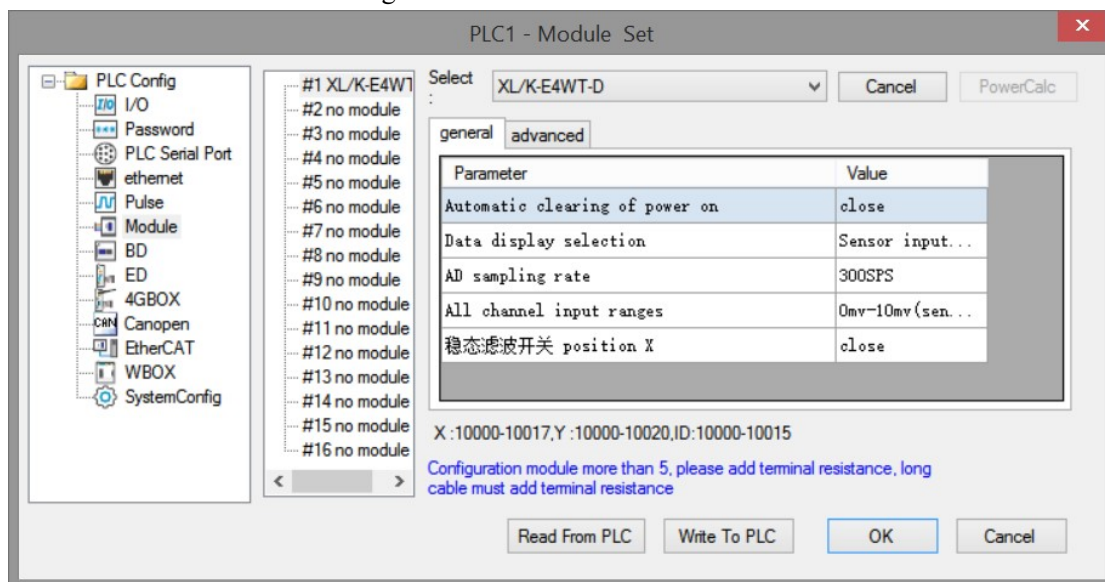 PLC1 - Module Set
PLC Config
I/O
I/O
Password
PLC Serial Port
ethernet
Pulse
Module
BD
ED
4GBOX
CAN
Canopen
EtherCAT
WBOX
SystemConfig
#1 XL/K-E4WT
#2 no module
#3 no module
#4 no module
#5 no module
#6 no module
#7 no module
#8 no module
#9 no module
#10 no module
#11 no module
#12 no module
#13 no module
#14 no module
#15 no module
#16 no module
Select
:
XL/K-E4WT-D
Cancel
PowerCalc
general advanced
Parameter Value
Automatic clearing of power on close
Data display selection Sensor input...
AD sampling rate 300SPS
All channel input ranges 0mv-10mv(sen...
稳态滤波开关 position X close
X :10000-10017,Y :10000-10020,ID:10000-10015
Configuration module more than 5, please add terminal resistance, long
cable must add terminal resistance
Read From PLC Write To PLC OK Cancel